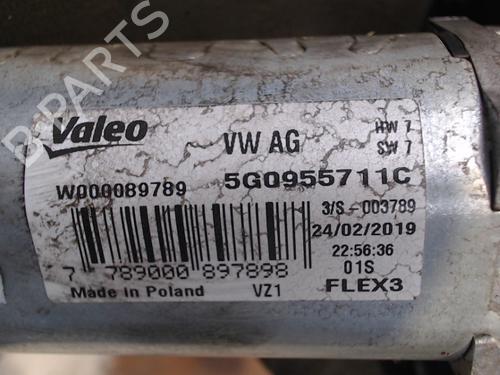 B-PARTS
Valeo
VW AG
HW 7
SW 7
W000089789
5G0955711C
3/S - 003789
24/02/2019
22:56:36
7 789000 897898
01S
Made in Poland
VZ1
FLEX3